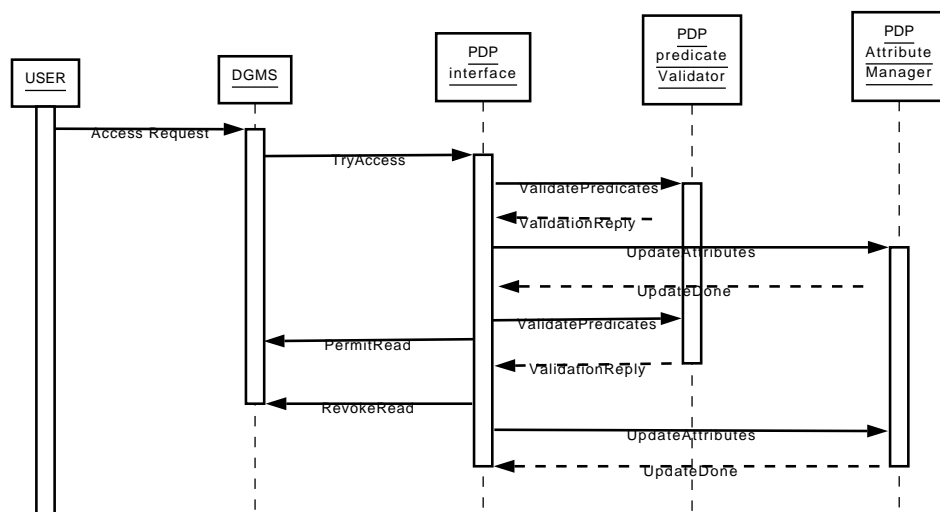 USER
DGMS
PDP
interface
PDP
predicate
Validator
PDP
Attribute
Manager
Access Request
TryAccess
ValidatePredicates
ValidationReply
UpdateAttributes
UpdateDone
ValidatePredicates
PermitRead
ValidationReply
RevokeRead
UpdateAttributes
UpdateDone